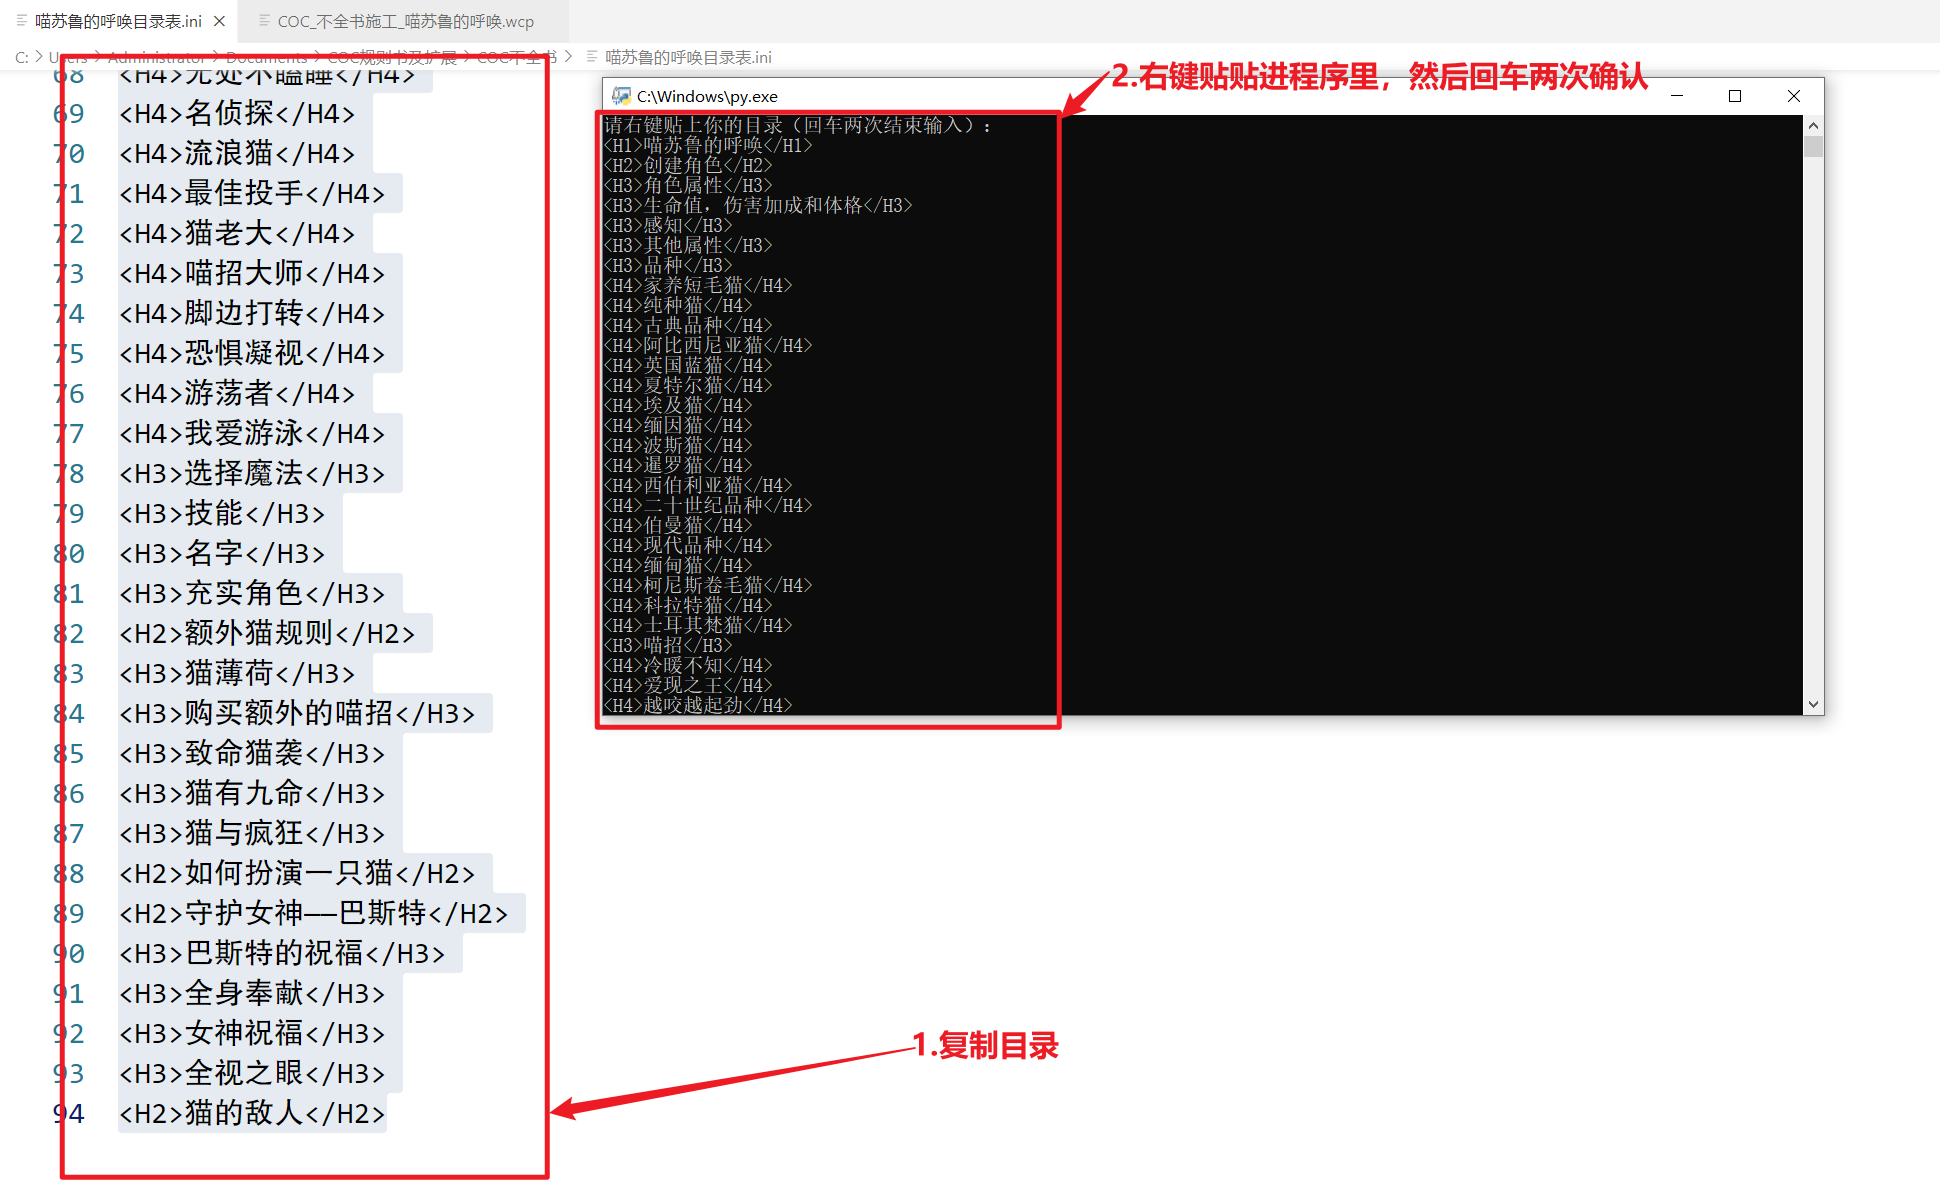 喵苏鲁的呼唤目录表.ini
COC_不全书施工_喵苏鲁的呼唤.wcp
C: > Users > Administrator > Documents > COC规则书及扩展 > COC不全书 > 喵苏鲁的呼唤目录表.ini
68 <H4>无处不瞌睡</H4>
69 <H4>名侦探</H4>
70 <H4>流浪猫</H4>
71 <H4>最佳投手</H4>
72 <H4>猫老大</H4>
73 <H4>喵招大师</H4>
74 <H4>脚边打转</H4>
75 <H4>恐惧凝视</H4>
76 <H4>游荡者</H4>
77 <H4>我爱游泳</H4>
78 <H3>选择魔法</H3>
79 <H3>技能</H3>
80 <H3>名字</H3>
81 <H3>充实角色</H3>
82 <H2>额外猫规则</H2>
83 <H3>猫薄荷</H3>
84 <H3>购买额外的喵招</H3>
85 <H3>致命猫袭</H3>
86 <H3>猫有九命</H3>
87 <H3>猫与疯狂</H3>
88 <H2>如何扮演一只猫</H2>
89 <H2>守护女神——巴斯特</H2>
90 <H3>巴斯特的祝福</H3>
91 <H3>全身奉献</H3>
92 <H3>女神祝福</H3>
93 <H3>全视之眼</H3>
94 <H2>猫的敌人</H2>
1.复制目录
2.右键贴贴进程序里，然后回车两次确认
C:\Windows\py.exe
请右键贴上你的目录（回车两次结束输入）：
<H1>喵苏鲁的呼唤</H1>
<H2>创建角色</H2>
<H3>角色属性</H3>
<H3>生命值，伤害加成和体格</H3>
<H3>感知</H3>
<H3>其他属性</H3>
<H3>品种</H3>
<H4>家养短毛猫</H4>
<H4>纯种猫</H4>
<H4>古典品种</H4>
<H4>阿比西尼亚猫</H4>
<H4>英国蓝猫</H4>
<H4>夏特尔猫</H4>
<H4>埃及猫</H4>
<H4>缅因猫</H4>
<H4>波斯猫</H4>
<H4>暹罗猫</H4>
<H4>西伯利亚猫</H4>
<H4>二十世纪品种</H4>
<H4>伯曼猫</H4>
<H4>现代品种</H4>
<H4>缅甸猫</H4>
<H4>柯尼斯卷毛猫</H4>
<H4>科拉特猫</H4>
<H4>土耳其梵猫</H4>
<H3>喵招</H3>
<H4>冷暖不知</H4>
<H4>爱现之王</H4>
<H4>越咬越起劲</H4>